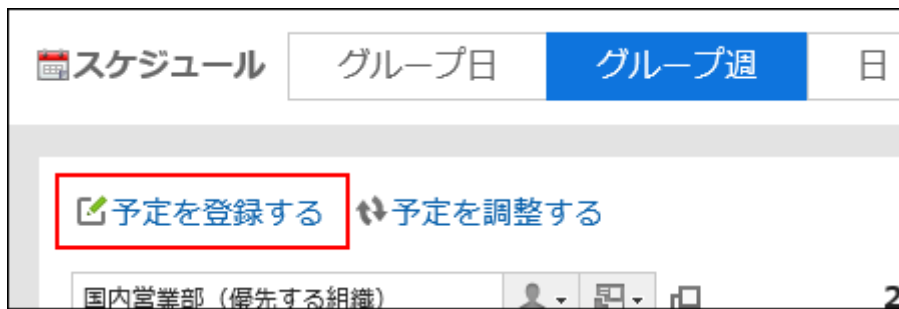 スケジュール グループ日 グループ週 日
予定を登録する 予定を調整する
国内営業部（優先する組織） 2